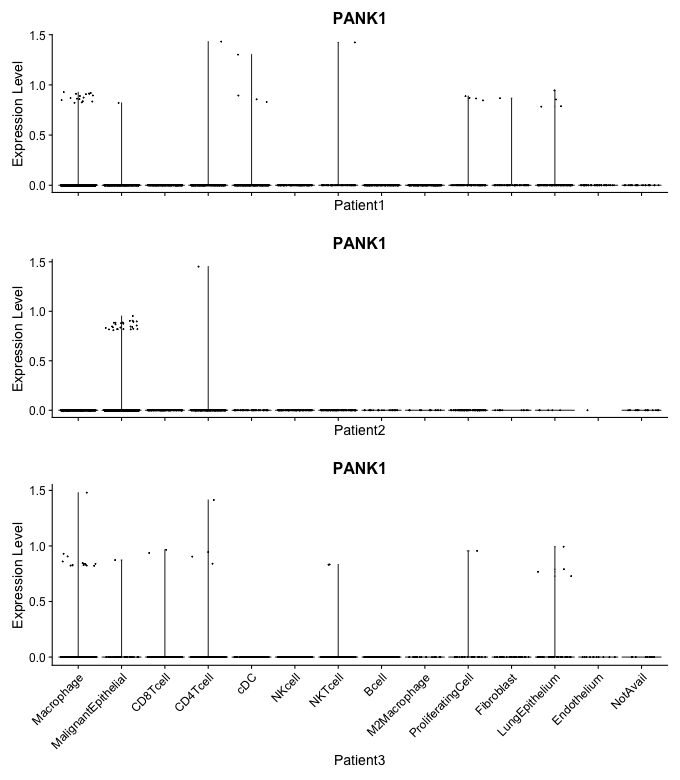 PANK1
Expression Level
1.5
1.0
0.5
0.0
Patient1
PANK1
Expression Level
1.5
1.0
0.5
0.0
Patient2
PANK1
Expression Level
1.5
1.0
0.5
0.0
Macrophage
MalignantEpithelial
CD8Tcell
CD4Tcell
cDC
NKcell
NKTcell
Bcell
M2Macrophage
ProliferatingCell
Fibroblast
LungEpithelium
Endothelium
NotAvail
Patient3